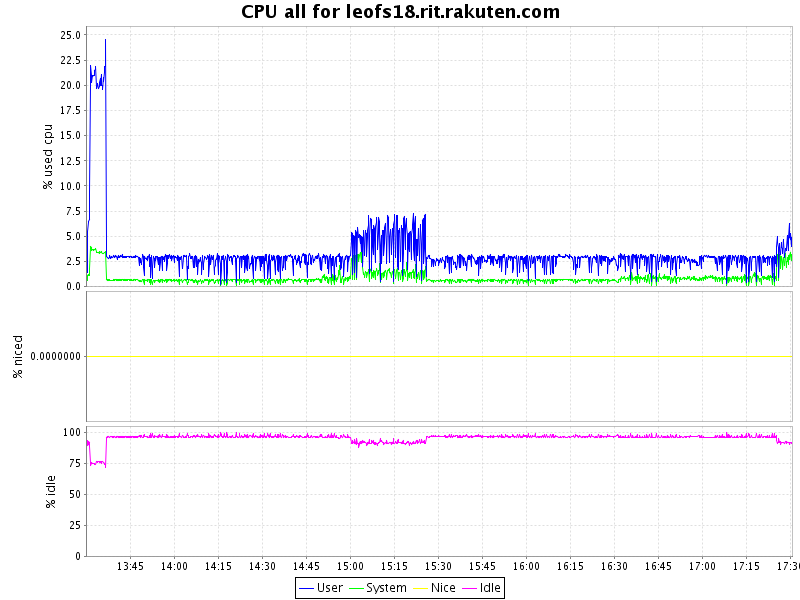 CPU all for leofs18.rit.rakuten.com
25.0
22.5
20.0
17.5
15.0
12.5
10.0
7.5
5.0
2.5
0.0
% used cpu
0.0000000
% niced
100
75
50
25
0
% idle
13:45 14:00 14:15 14:30 14:45 15:00 15:15 15:30 15:45 16:00 16:15 16:30 16:45 17:00 17:15 17:30
User System Nice Idle